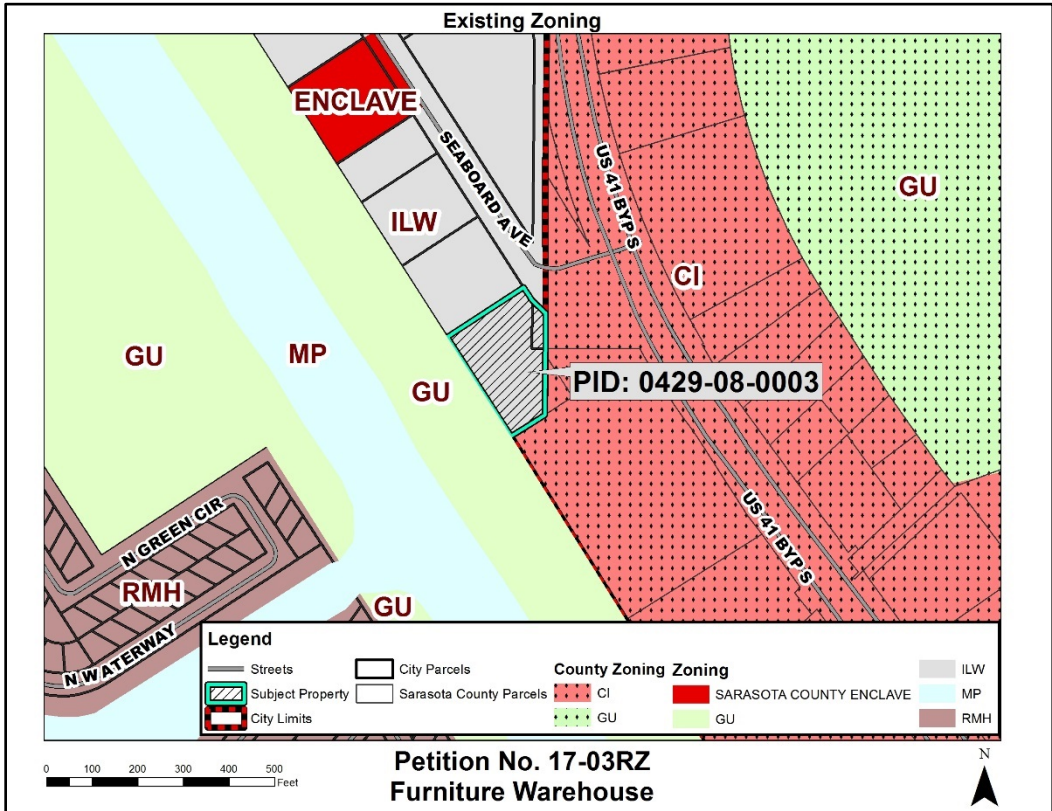 Existing Zoning
ENCLAVE
SEABOARD AVE
US 41 BYP S
GU
ILW
CI
GU
MP
GU
PID: 0429-08-0003
N GREEN CIR
US 41 BYP S
RMH
GU
N WATERWAY
Legend
Streets
City Parcels
County Zoning
Zoning
ILW
Subject Property
Sarasota County Parcels
CI
SARASOTA COUNTY ENCLAVE
MP
City Limits
GU
GU
RMH
0 100 200 300 400 500
Feet
Petition No. 17-03RZ
Furniture Warehouse
N